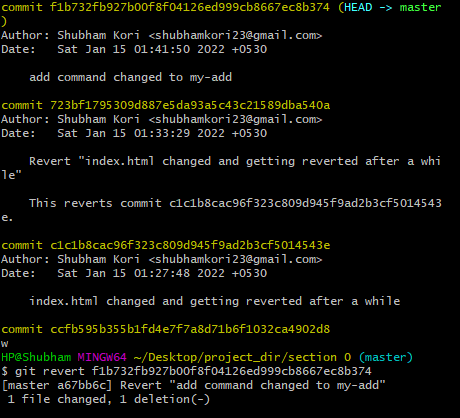 commit f1b732fb927b00f8f04126ed999cb8667ec8b374 (HEAD -> master
)
Author: Shubham Kori <shubhamkori23@gmail.com>
Date:   Sat Jan 15 01:41:50 2022 +0530
    add command changed to my-add
commit 723bf1795309d887e5da93a5c43c21589dba540a
Author: Shubham Kori <shubhamkori23@gmail.com>
Date:   Sat Jan 15 01:33:29 2022 +0530
    Revert "index.html changed and getting reverted after a whi
le"
    This reverts commit c1c1b8cac96f323c809d945f9ad2b3cf5014543
e.
commit c1c1b8cac96f323c809d945f9ad2b3cf5014543e
Author: Shubham Kori <shubhamkori23@gmail.com>
Date:   Sat Jan 15 01:27:48 2022 +0530
    index.html changed and getting reverted after a while
commit ccfb595b355b1fd4e7f7a8d71b6f1032ca4902d8
w
HP@Shubham MINGW64 ~/Desktop/project_dir/section 0 (master)
$ git revert f1b732fb927b00f8f04126ed999cb8667ec8b374
[master a67bb6c] Revert "add command changed to my-add"
 1 file changed, 1 deletion(-)